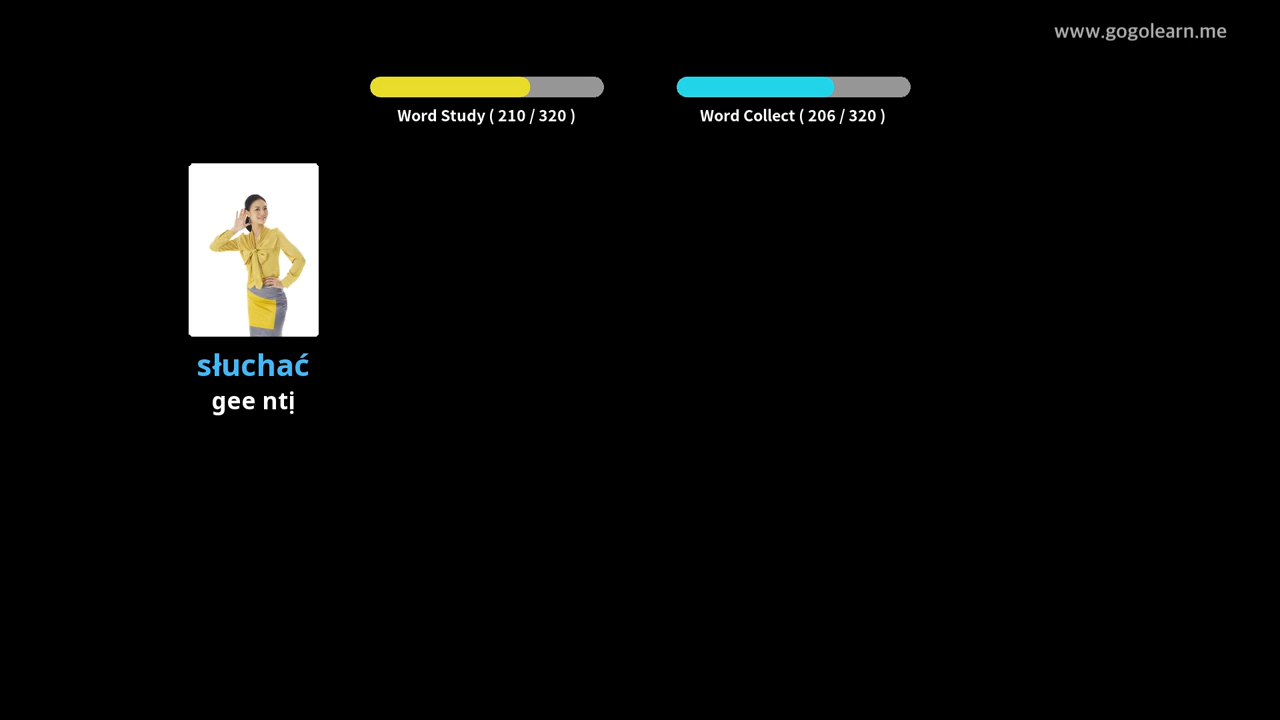 www.gogolearn.me
Word Study ( 210 / 320 )
Word Collect ( 206 / 320 )
słuchać
gee ntị